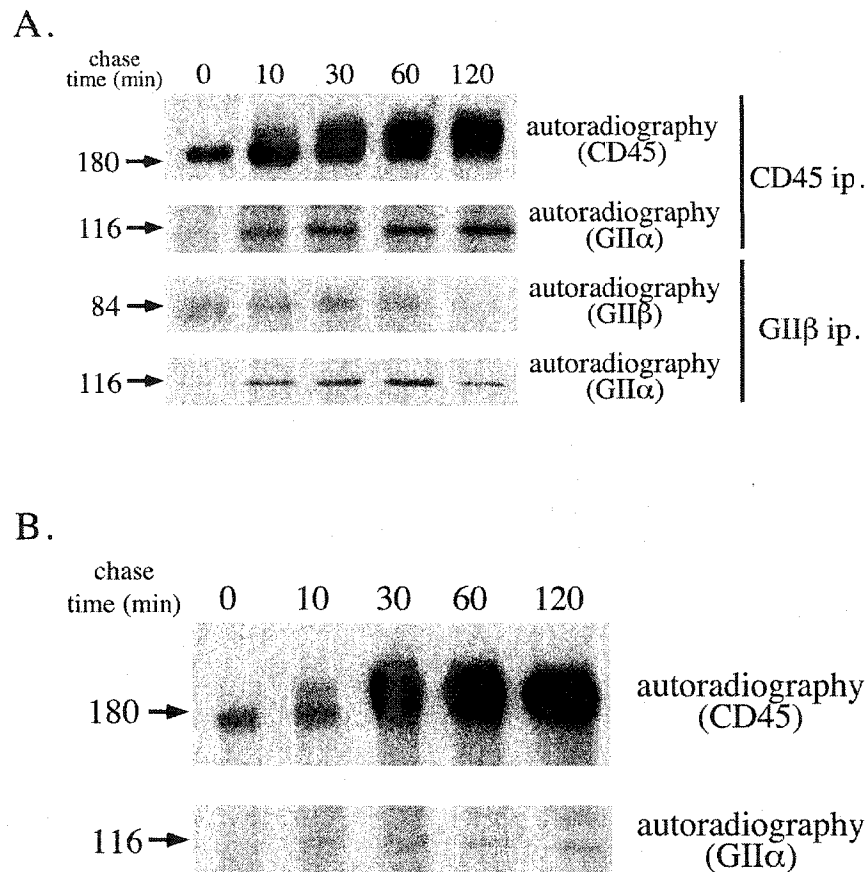 A.
chase
time (min) 0 10 30 60 120
180 autoradiography
(CD45)
116 autoradiography
(GIIα)
CD45 ip.
84 autoradiography
(GIIβ)
116 autoradiography
(GIIα)
GIIβ ip.
B.
chase
time (min) 0 10 30 60 120
180 autoradiography
(CD45)
116 autoradiography
(GIIα)